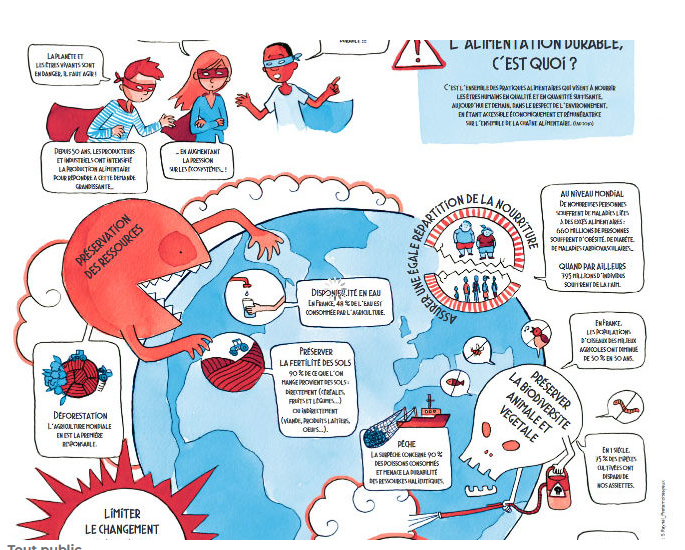 LA PLANÈTE ET
LES ÊTRES VIVANTS SONT
EN DANGER, IL FAUT AGIR !
DURABLE !!!
L'ALIMENTATION DURABLE,
C'EST QUOI ?
C'EST L'ENSEMBLE DES PRATIQUES ALIMENTAIRES QUI VISENT À NOURRIR
LES ÊTRES HUMAINS EN QUALITÉ ET EN QUANTITÉ SUFFISANTE,
AUJOURD'HUI ET DEMAIN, DANS LE RESPECT DE L'ENVIRONNEMENT,
EN ÉTANT ACCESSIBLE ÉCONOMIQUEMENT ET RÉMUNÉRATRICE
SUR L'ENSEMBLE DE LA CHAÎNE ALIMENTAIRE.
DEPUIS 50 ANS, LES PRODUCTEURS
ET INDUSTRIELS ONT INTENSIFIÉ
LA PRODUCTION ALIMENTAIRE
POUR RÉPONDRE À CETTE DEMANDE
GRANDISSANTE...
... EN AUGMENTANT
LA PRESSION
SUR LES ÉCOSYSTÈMES... !
PRÉSERVATION
DES RESSOURCES
ASSURER UNE ÉGALE RÉPARTITION DE LA NOURRITURE
AU NIVEAU MONDIAL
DE NOMBREUSES PERSONNES
SOUFFRENT DE MALADIES LIÉES
À DES EXCÈS ALIMENTAIRES :
660 MILLIONS DE PERSONNES
SOUFFRENT D'OBÉSITÉ, DE DIABÈTE,
DE MALADIES CARDIOVASCULAIRES...
QUAND PAR AILLEURS
795 MILLIONS D'INDIVIDUS
SOUFFRENT DE LA FAIM.
DISPONIBILITÉ EN EAU
EN FRANCE, 48 % DE L'EAU EST
CONSOMMÉE PAR L'AGRICULTURE.
PRÉSERVER
LA FERTILITÉ DES SOLS
90 % DE CE QUE L'ON
MANGE PROVIENT DES SOLS :
DIRECTEMENT (CÉRÉALES,
FRUITS ET LÉGUMES...)
OU INDIRECTEMENT
(VIANDE, PRODUITS LAITIERS,
OEUFS...).
EN FRANCE,
LES POPULATIONS
D'OISEAUX DES MILIEUX
AGRICOLES ONT DIMINUÉ
DE 50 % EN 30 ANS.
PRÉSERVER
LA BIODIVERSITÉ
ANIMALE ET
VÉGÉTALE
DÉFORESTATION
L'AGRICULTURE MONDIALE
EN EST LA PREMIÈRE
RESPONSABLE.
PÊCHE
LA SURPÊCHE CONCERNE 90 %
DES POISSONS CONSOMMÉS
ET MENACE LA DURABILITÉ
DES RESSOURCES HALIEUTIQUES.
EN 1 SIÈCLE,
75 % DES ESPÈCES
CULTIVÉES ONT
DISPARU DE
NOS ASSIETTES.
LIMITER
LE CHANGEMENT
Tout public